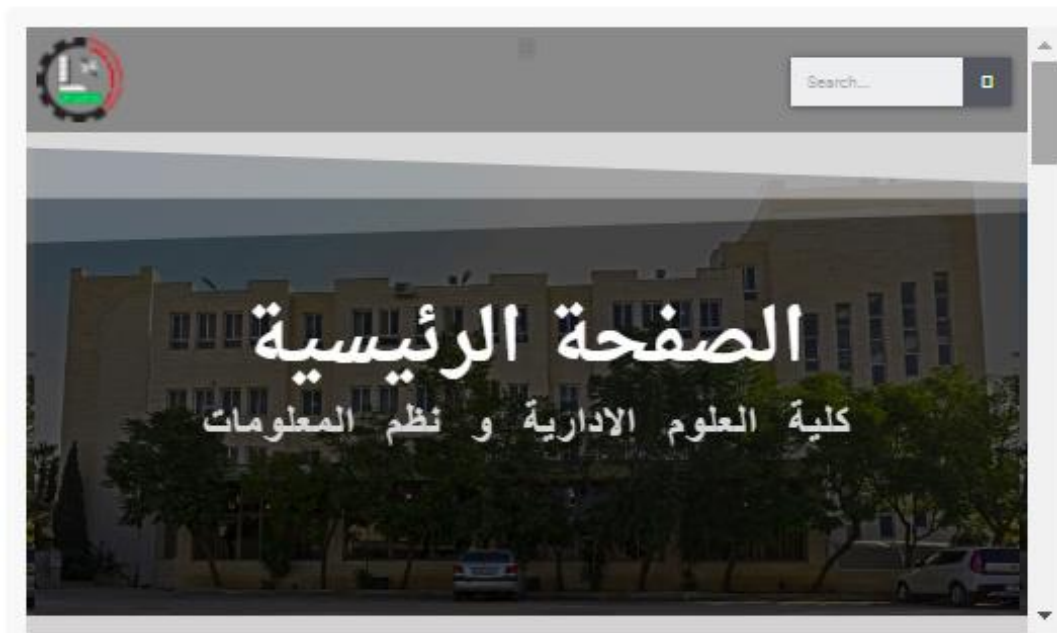 Search...
الصفحة الرئيسية
كلية العلوم الادارية و نظم المعلومات